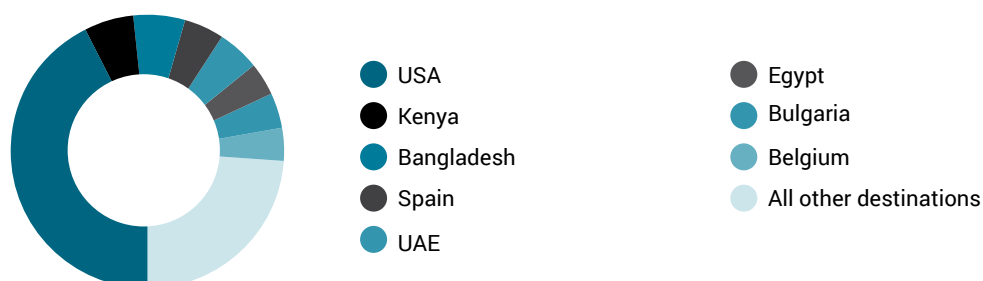 USA
Kenya
Bangladesh
Spain
UAE
Egypt
Bulgaria
Belgium
All other destinations